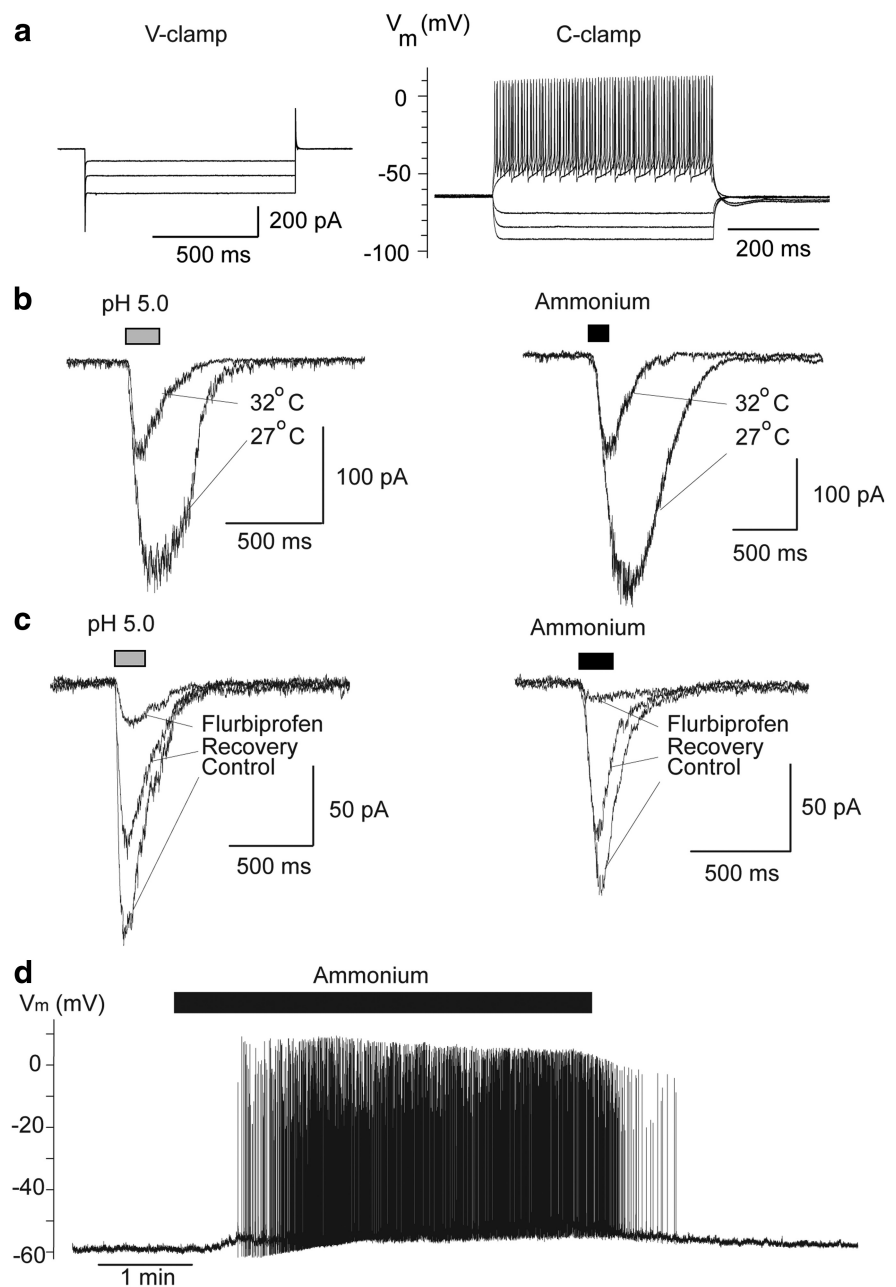 a
V-clamp
Vm (mV)
C-clamp
0
-50
-100
200 pA
500 ms
200 ms
b
pH 5.0
Ammonium
32°C
27°C
32°C
27°C
100 pA
500 ms
100 pA
500 ms
c
pH 5.0
Ammonium
Flurbiprofen
Recovery
Control
Flurbiprofen
Recovery
Control
50 pA
500 ms
50 pA
500 ms
d
Ammonium
Vm (mV)
0
-20
-40
-60
1 min